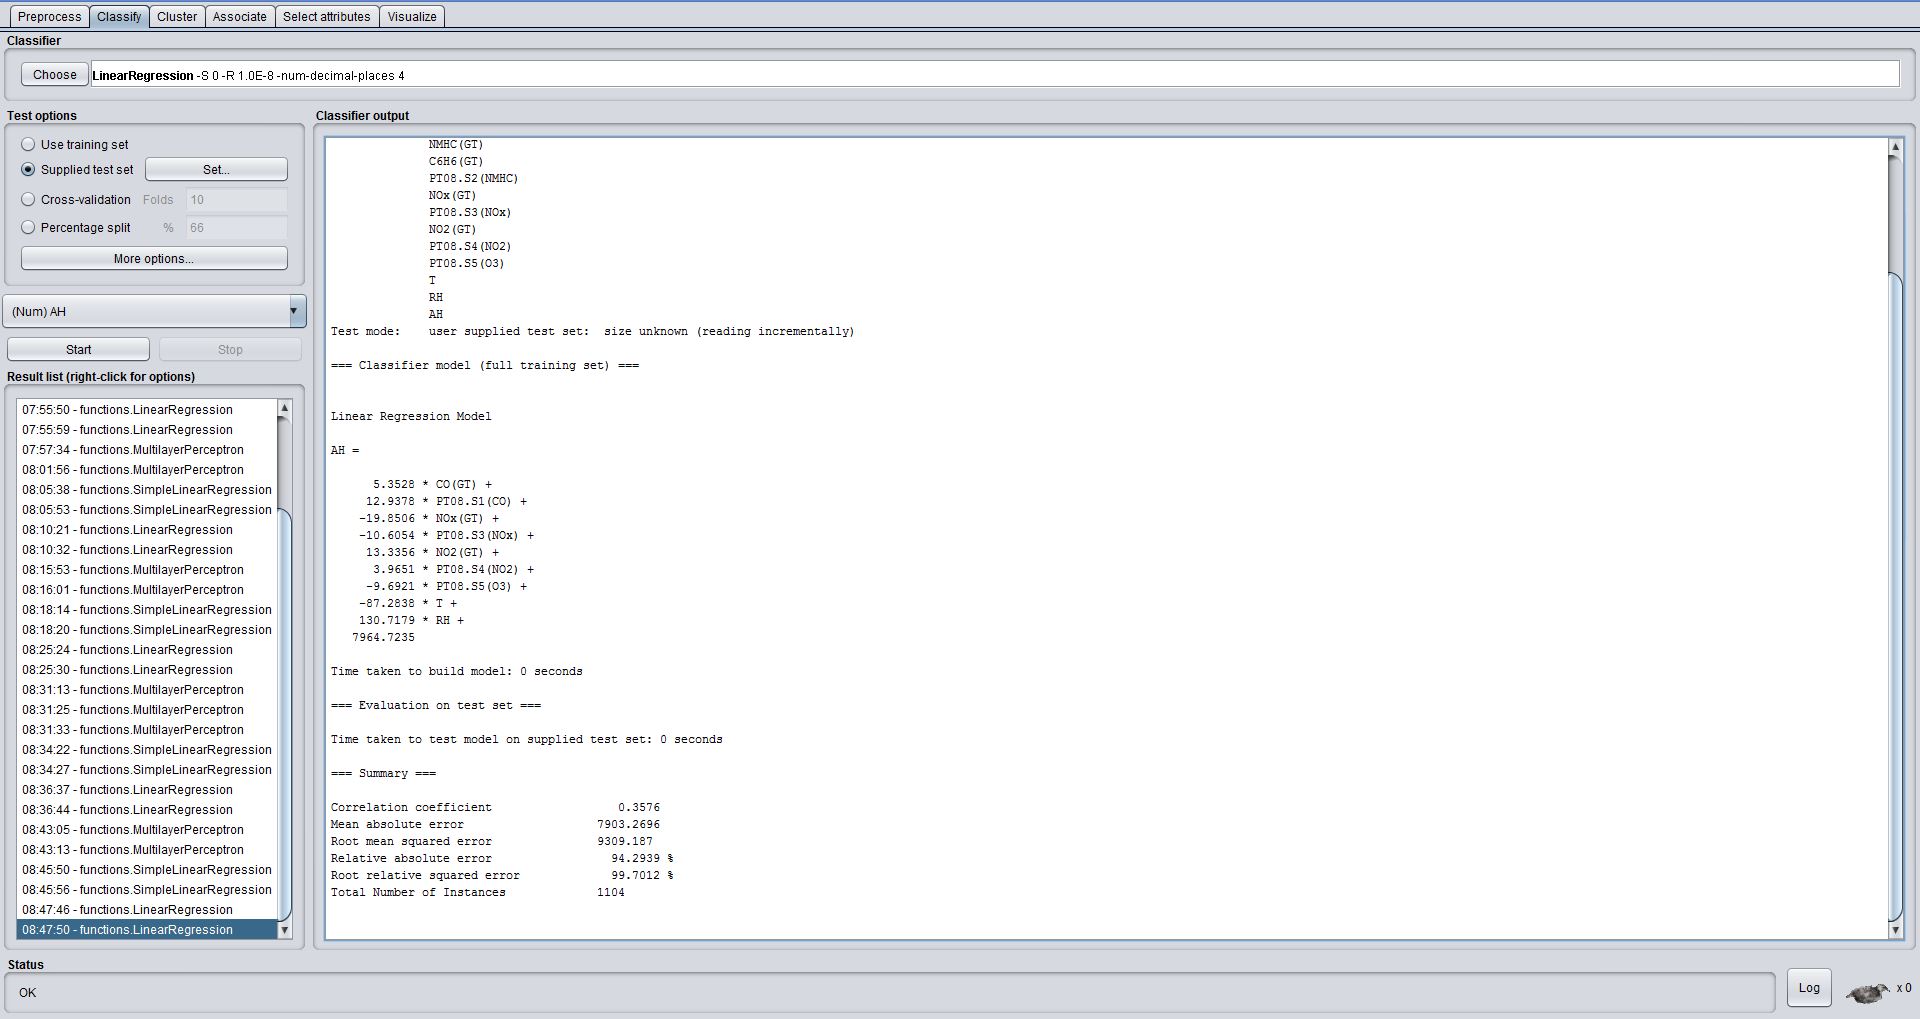 Preprocess Classify Cluster Associate Select attributes Visualize
Classifier
Choose LinearRegression -S 0 -R 1.0E-8 -num-decimal-places 4
Test options
Use training set
Supplied test set Set...
Cross-validation Folds 10
Percentage split % 66
More options...
(Num) AH
Start Stop
Result list (right-click for options)
07:55:50 - functions.LinearRegression
07:55:59 - functions.LinearRegression
07:57:34 - functions.MultilayerPerceptron
08:01:56 - functions.MultilayerPerceptron
08:05:38 - functions.SimpleLinearRegression
08:05:53 - functions.SimpleLinearRegression
08:10:21 - functions.LinearRegression
08:10:32 - functions.LinearRegression
08:15:53 - functions.MultilayerPerceptron
08:16:01 - functions.MultilayerPerceptron
08:18:14 - functions.SimpleLinearRegression
08:18:20 - functions.SimpleLinearRegression
08:25:24 - functions.LinearRegression
08:25:30 - functions.LinearRegression
08:31:13 - functions.MultilayerPerceptron
08:31:25 - functions.MultilayerPerceptron
08:31:33 - functions.MultilayerPerceptron
08:34:22 - functions.SimpleLinearRegression
08:34:27 - functions.SimpleLinearRegression
08:36:37 - functions.LinearRegression
08:36:44 - functions.LinearRegression
08:43:05 - functions.MultilayerPerceptron
08:43:13 - functions.MultilayerPerceptron
08:45:50 - functions.SimpleLinearRegression
08:45:56 - functions.SimpleLinearRegression
08:47:46 - functions.LinearRegression
08:47:50 - functions.LinearRegression
Classifier output
NMHC(GT)
C6H6(GT)
PT08.S2(NMHC)
NOx(GT)
PT08.S3(NOx)
NO2(GT)
PT08.S4(NO2)
PT08.S5(O3)
T
RH
AH
Test mode: user supplied test set: size unknown (reading incrementally)
=== Classifier model (full training set) ===
Linear Regression Model
AH =
5.3528 * CO(GT) +
12.9378 * PT08.S1(CO) +
-19.8506 * NOx(GT) +
-10.6054 * PT08.S3(NOx) +
13.3356 * NO2(GT) +
3.9651 * PT08.S4(NO2) +
-9.6921 * PT08.S5(O3) +
-87.2838 * T +
130.7179 * RH +
7964.7235
Time taken to build model: 0 seconds
=== Evaluation on test set ===
Time taken to test model on supplied test set: 0 seconds
=== Summary ===
Correlation coefficient 0.3576
Mean absolute error 7903.2696
Root mean squared error 9309.187
Relative absolute error 94.2939 %
Root relative squared error 99.7012 %
Total Number of Instances 1104
Status
OK
Log x 0